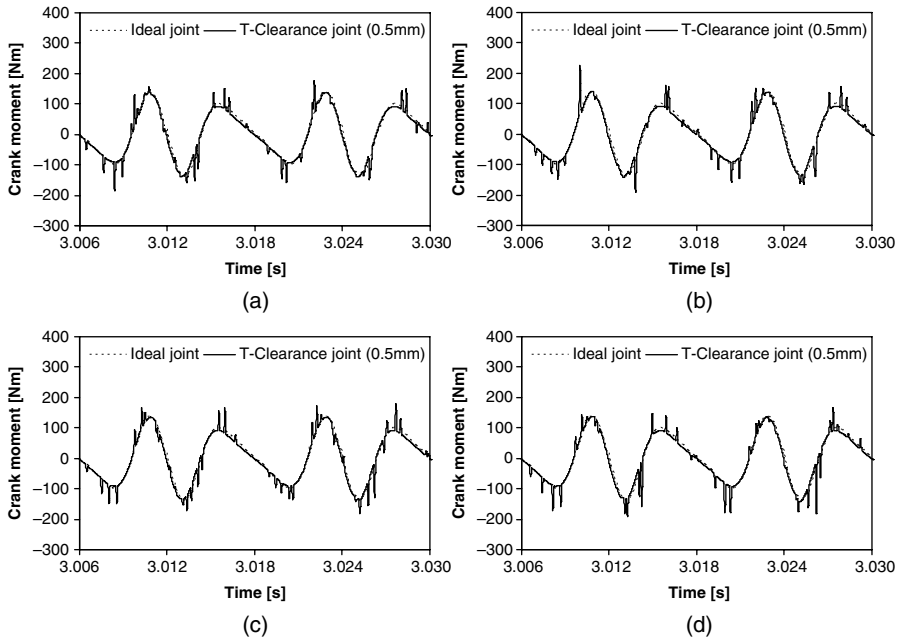 400
Ideal joint T-Clearance joint (0.5mm)
300
200
100
0
–100
–200
–300
3.006 3.012 3.018 3.024 3.030
Crank moment [Nm]
Time [s]
(a)
400
Ideal joint T-Clearance joint (0.5mm)
300
200
100
0
–100
–200
–300
3.006 3.012 3.018 3.024 3.030
Crank moment [Nm]
Time [s]
(b)
400
Ideal joint T-Clearance joint (0.5mm)
300
200
100
0
–100
–200
–300
3.006 3.012 3.018 3.024 3.030
Crank moment [Nm]
Time [s]
(c)
400
Ideal joint T-Clearance joint (0.5mm)
300
200
100
0
–100
–200
–300
3.006 3.012 3.018 3.024 3.030
Crank moment [Nm]
Time [s]
(d)